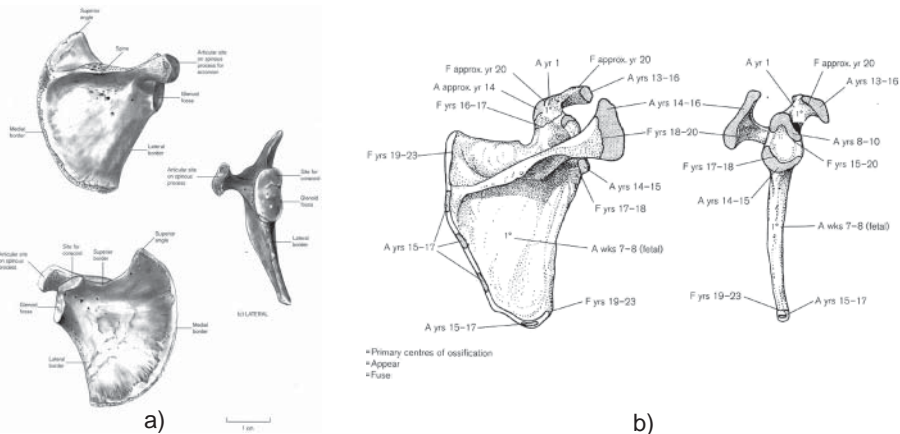 Superior
angle
Spine
Articular site
on spinous
process for
acromion
Glenoid
fossa
Medial
border
Lateral
border
Articular site
on spinous
process
Site for
coracoid
Glenoid
fossa
Lateral
border
LATERAL
Articular site
on spinous
process
Site for
coracoid
Superior
border
Superior
angle
Glenoid
fossa
Medial
border
Lateral
border
a)
1 cm
A yr 1
F approx. yr 20
F approx. yr 20
A approx yr 14
A yrs 13–16
F yrs 16–17
A yrs 14–16
F yrs 19–23
F yrs 18–20
A yrs 14–15
F yrs 17–18
A yrs 15–17
1°
A wks 7–8 (fetal)
F yrs 19–23
A yrs 15–17
1°
A yr 1
F approx. yr 20
A yrs 13–16
1°
A yrs 8–10
F yrs 17–18
F yrs 15–20
A yrs 14–15
1°
A wks 7–8 (fetal)
F yrs 19–23
A yrs 15–17
= Primary centres of ossification
= Appear
= Fuse
b)